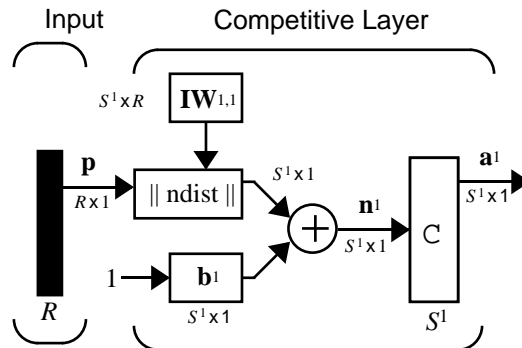 Input
Competitive Layer
S¹ x R
IW1,1
p
R x 1
|| ndist ||
S¹ x 1
n1
S¹ x 1
C
a1
S¹ x 1
1
b1
S¹ x 1
R
S1